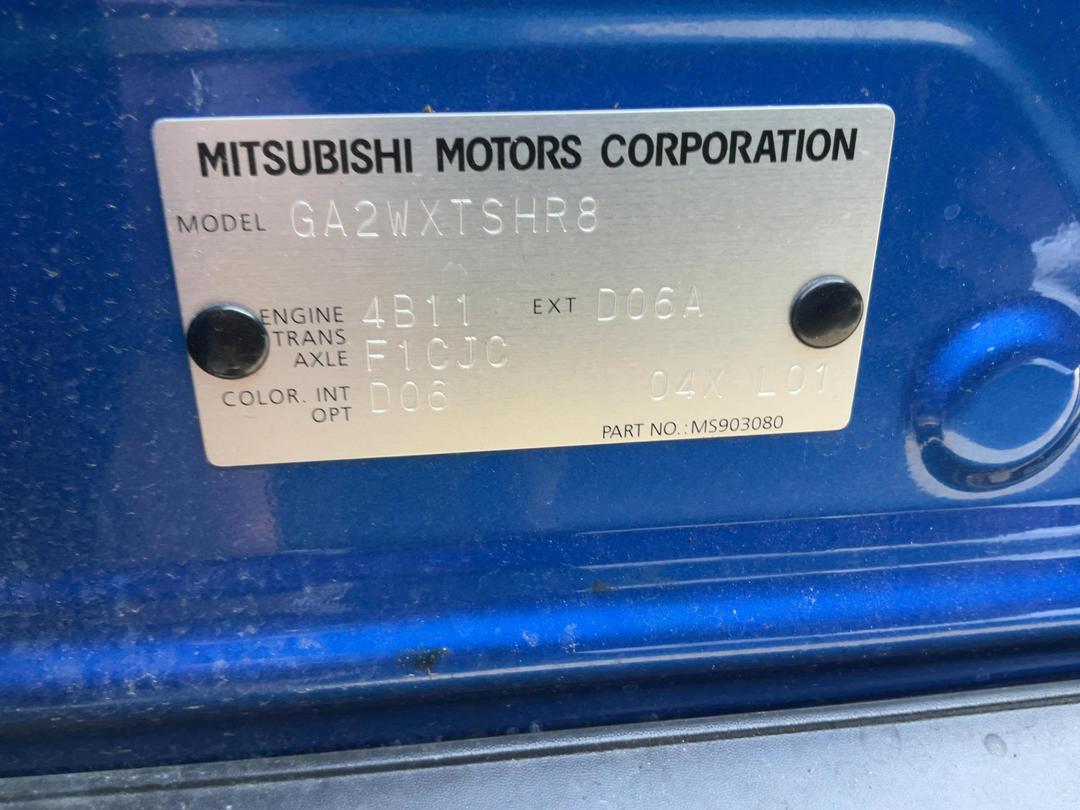 MITSUBISHI MOTORS CORPORATION
MODEL GA2WXTSHR8
ENGINE 4B11 EXT D06A
TRANS
AXLE F1CJC
COLOR. INT D06 04X L01
OPT
PART NO.: MS903080